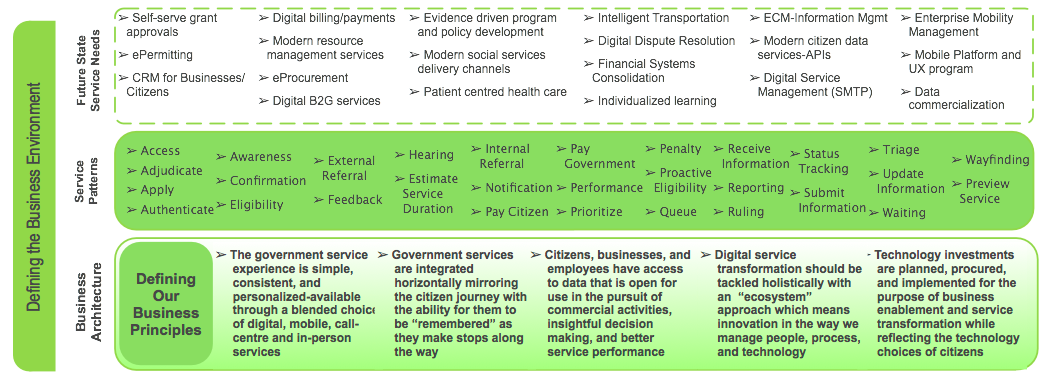 Defining the Business Environment
Future State
Service Needs
➢ Self-serve grant
approvals
➢ ePermitting
➢ CRM for Businesses/
Citizens
➢ Digital billing/payments
➢ Modern resource
management services
➢ eProcurement
➢ Digital B2G services
➢ Evidence driven program
and policy development
➢ Modern social services
delivery channels
➢ Patient centred health care
➢ Intelligent Transportation
➢ Digital Dispute Resolution
➢ Financial Systems
Consolidation
➢ Individualized learning
➢ ECM-Information Mgmt
➢ Modern citizen data
services-APIs
➢ Digital Service
Management (SMTP)
➢ Enterprise Mobility
Management
➢ Mobile Platform and
UX program
➢ Data
commercialization
Service
Patterns
➢ Access
➢ Adjudicate
➢ Apply
➢ Authenticate
➢ Awareness
➢ Confirmation
➢ Eligibility
➢ External
Referral
➢ Feedback
➢ Hearing
➢ Estimate
Service
Duration
➢ Internal
Referral
➢ Notification
➢ Pay Citizen
➢ Pay
Government
➢ Performance
➢ Prioritize
➢ Penalty
➢ Proactive
Eligibility
➢ Queue
➢ Receive
Information
➢ Reporting
➢ Ruling
➢ Status
Tracking
➢ Submit
Information
➢ Triage
➢ Update
Information
➢ Waiting
➢ Wayfinding
➢ Preview
Service
Business
Architecture
Defining
Our
Business
Principles
➢ The government service
experience is simple,
consistent, and
personalized-available
through a blended choice
of digital, mobile, call-
centre and in-person
services
➢ Government services
are integrated
horizontally mirroring
the citizen journey with
the ability for them to
be “remembered” as
they make stops along
the way
➢ Citizens, businesses, and
employees have access
to data that is open for
use in the pursuit of
commercial activities,
insightful decision
making, and better
service performance
➢ Digital service
transformation should be
tackled holistically with
an “ecosystem”
approach which means
innovation in the way we
manage people, process,
and technology
- Technology investments
are planned, procured,
and implemented for the
purpose of business
enablement and service
transformation while
reflecting the technology
choices of citizens